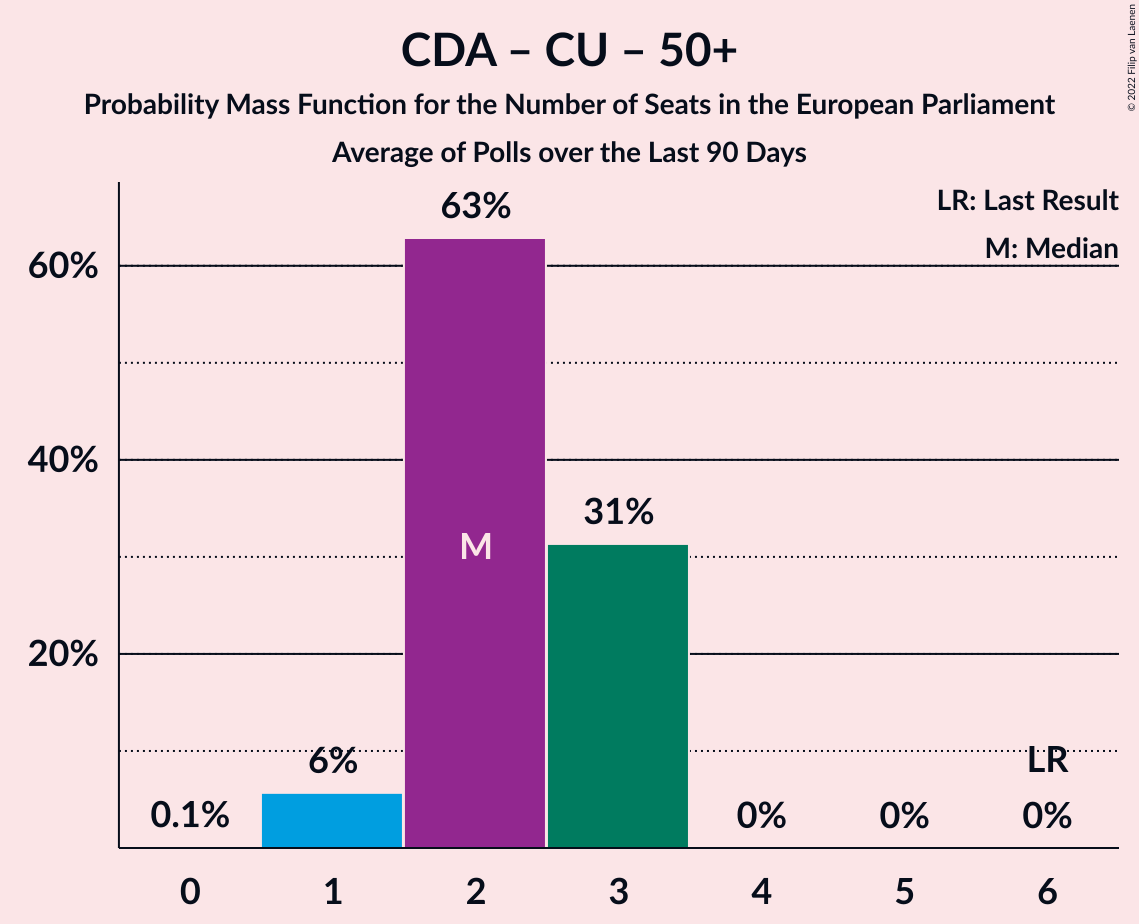 CDA – CU – 50+
Probability Mass Function for the Number of Seats in the European Parliament
Average of Polls over the Last 90 Days
© 2022 Filip van Laenen
LR: Last Result
M: Median
63%
60%
40%
31%
M
20%
6%
LR
0.1%
0%
0%
0%
0 1 2 3 4 5 6